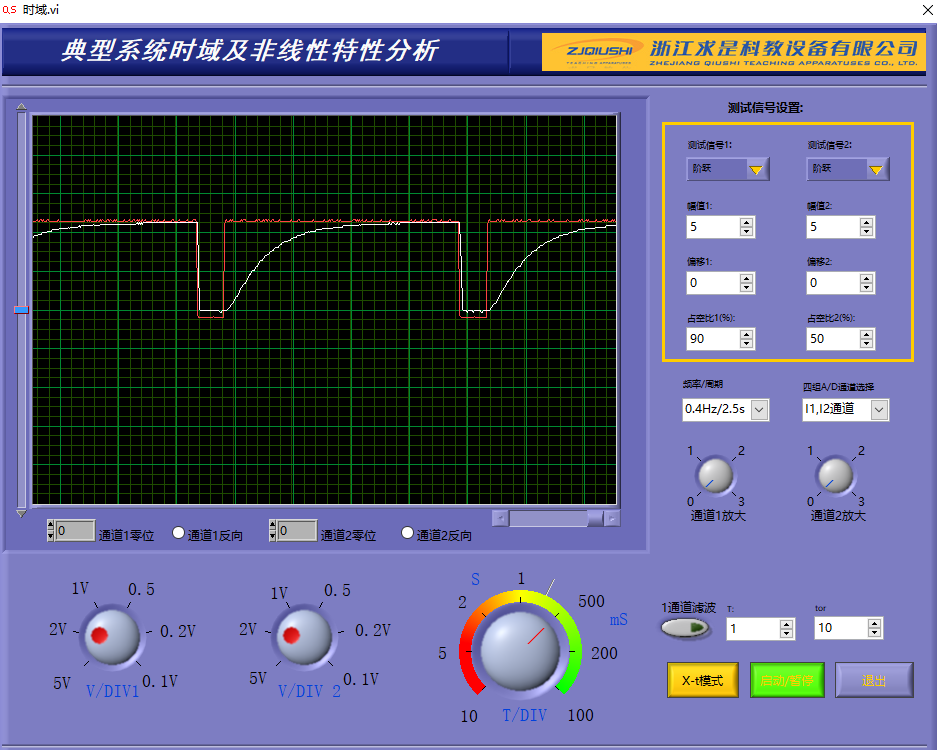 时域.vi
典型系统时域及非线性特性分析
ZJQIUSHI
TEACHING APPARATUSES
浙江求是科教设备有限公司
ZHEJIANG QIUSHI TEACHING APPARATUSES CO., LTD.
测试信号设置:
测试信号1: 测试信号2:
阶跃 阶跃
幅值1: 幅值2:
5 5
偏移1: 偏移2:
0 0
占空比1(%): 占空比2(%):
90 50
频率/周期 四组A/D通道选择
0.4Hz/2.5s I1,I2通道
1 2 1 2
0 3 0 3
通道1放大 通道2放大
0 通道1零位 通道1反向 0 通道2零位 通道2反向
1V 0.5
2V 0.2V
5V V/DIV1 0.1V
1V 0.5
2V 0.2V
5V V/DIV 2 0.1V
S 1
2 500
mS
5 200
10 T/DIV 100
1通道滤波 T: tor
1 10
X-t模式 启动/暂停 退出